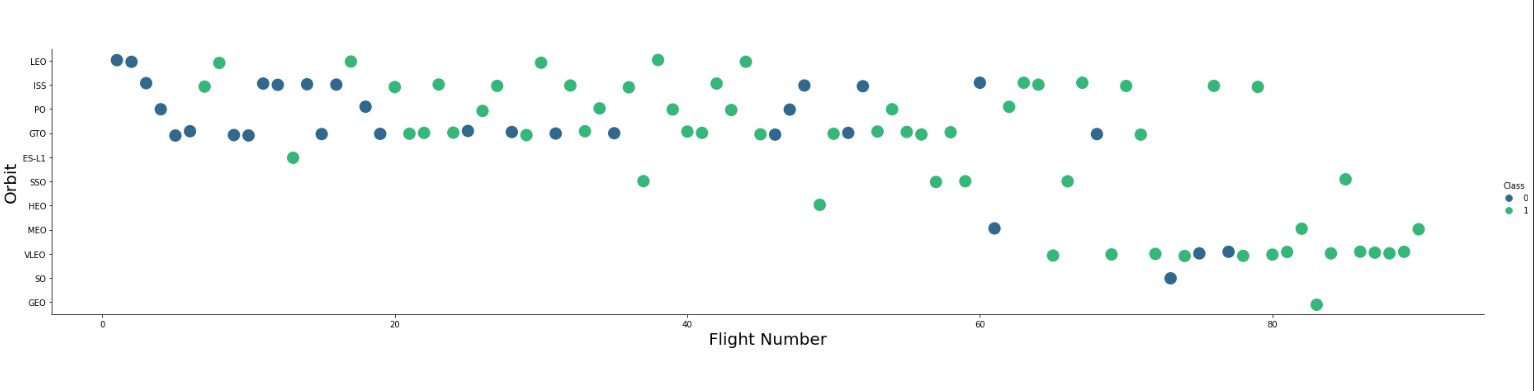 LEO
ISS
PO
GTO
ES-L1
SSO
HEO
MEO
VLEO
SO
GEO
Orbit
0 20 40 60 80
Flight Number
Class
0
1